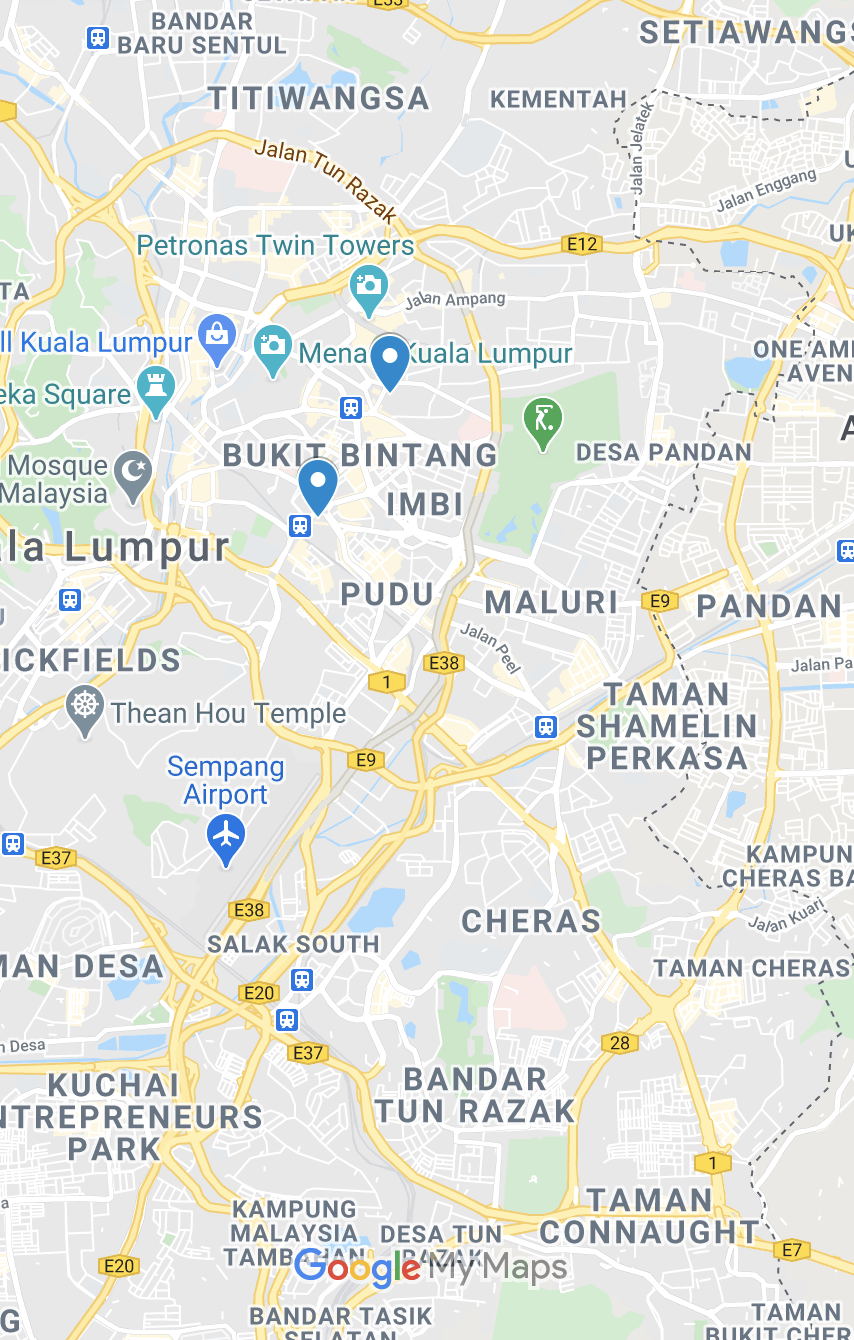 E33
BANDAR
BARU SENTUL
SETIAWANGS
TITIWANGSA
KEMENTAH
Jalan Jelatek
Jalan Tun Razak
Jalan Enggang
UK
Petronas Twin Towers
E12
TA
Jalan Ampang
ll Kuala Lumpur
Mena
Kuala Lumpur
ONE AM
AVEN
eka Square
A
BUKIT BINTANG
DESA PANDAN
Mosque
Malaysia
IMBI
la Lumpur
PUDU
MALURI
E9
PANDAN
U
Jalan Peel
ICKFIELDS
E38
Jalan Pa
1
TAMAN
SHAMELIN
PERKASA
Thean Hou Temple
E9
Sempang
Airport
E37
KAMPUN
CHERAS BA
E38
CHERAS
Jalan Kuari
SALAK SOUTH
MAN DESA
TAMAN CHERAS
E20
28
n Desa
E37
KUCHAI
NTREPRENEURS
PARK
BANDAR
TUN RAZAK
1
a
KAMPUNG
MALAYSIA
TAMBAHAN
DESA TUN
RAZAK
TAMAN
CONNAUGHT
E7
E20
Google My Maps
G
BANDAR TASIK
SELATAN
TAMAN
BUKIT CHER